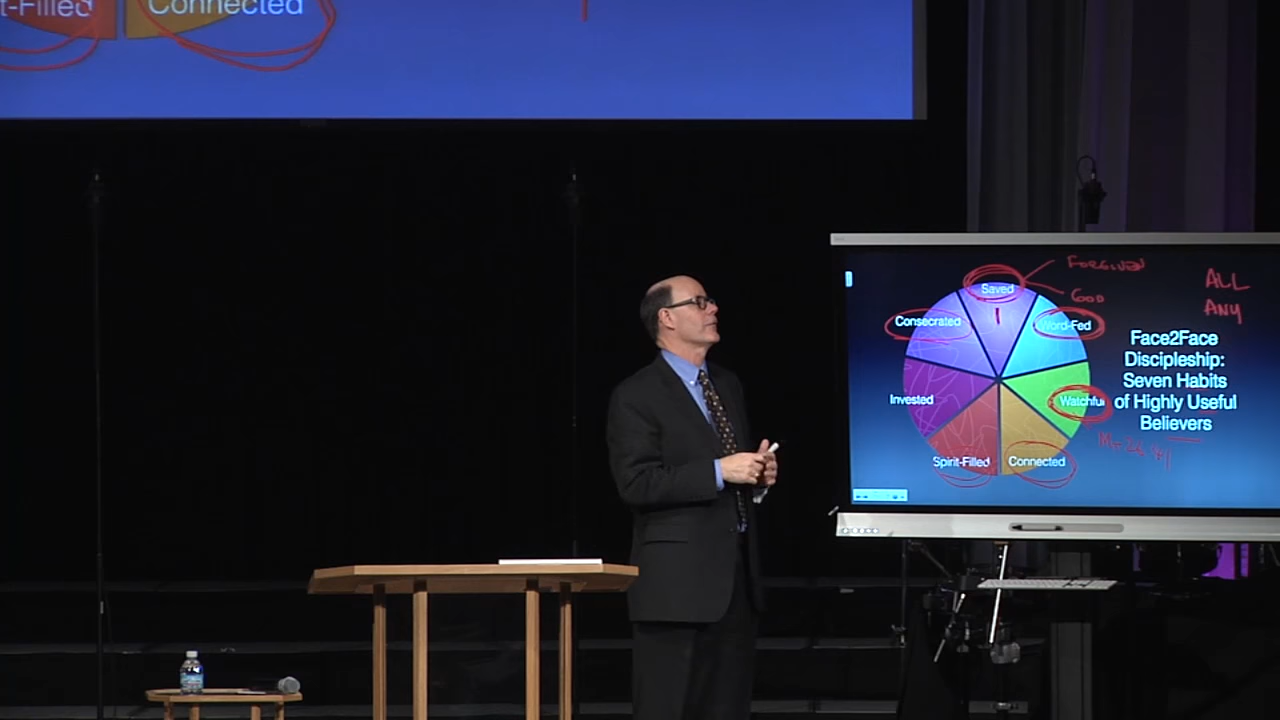 t-Filled
Connected
Saved
FORGIVEN
GOOD
ALL
ANY
Consecrated
Word-Fed
Face2Face
Discipleship:
Seven Habits
of Highly Useful
Believers
Invested
Watchful
Spirit-Filled
Connected